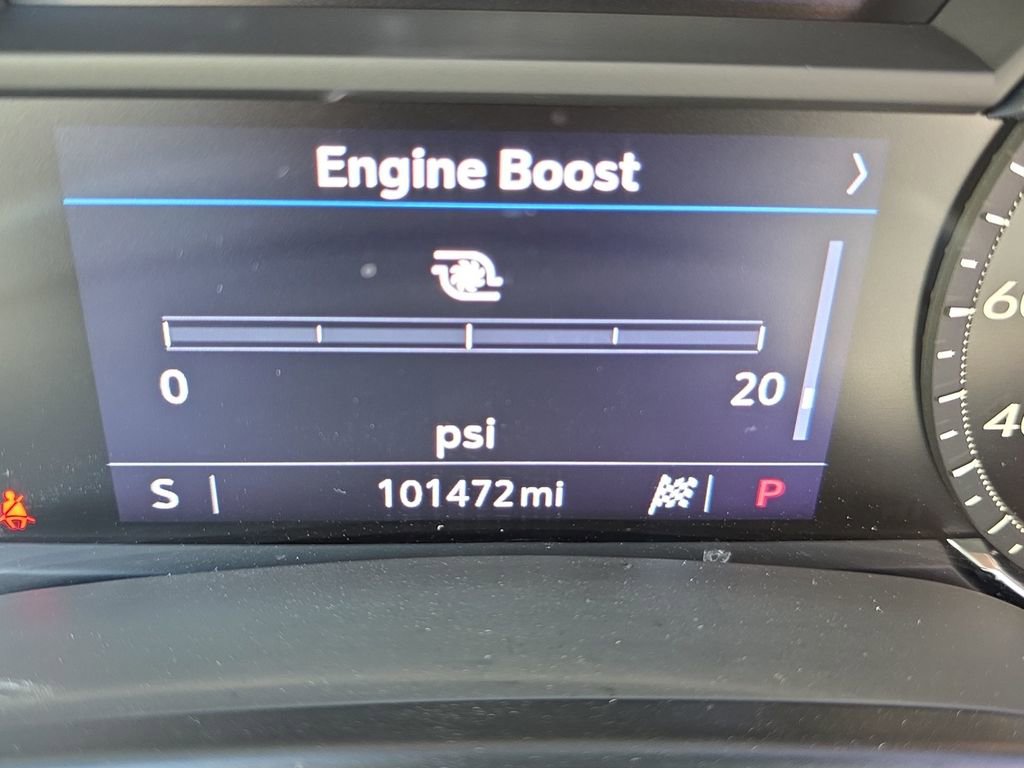 Engine Boost
0 20
psi
S 101472mi P